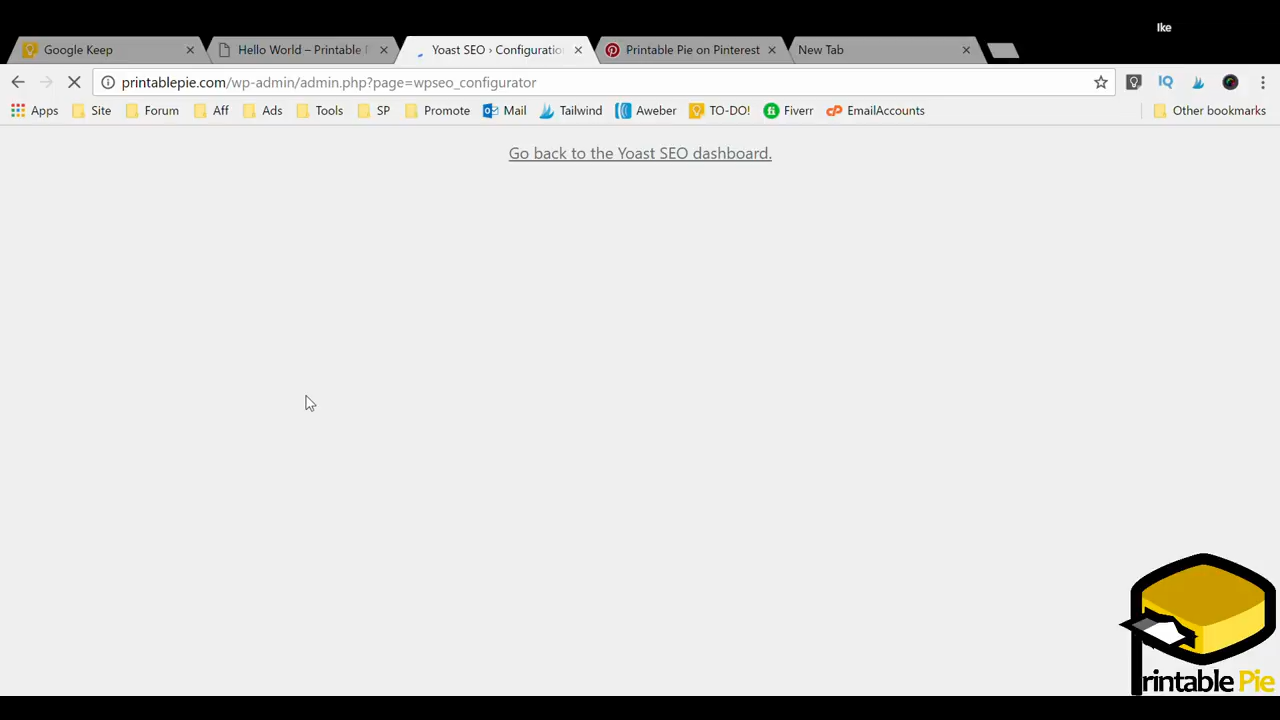 Ike
Google Keep
Hello World – Printable P
Yoast SEO › Configuratio
Printable Pie on Pinterest
New Tab
printablepie.com/wp-admin/admin.php?page=wpseo_configurator
IQ
Apps Site Forum Aff Ads Tools SP Promote Mail Tailwind Aweber TO-DO! Fiverr EmailAccounts Other bookmarks
Go back to the Yoast SEO dashboard.
Printable Pie